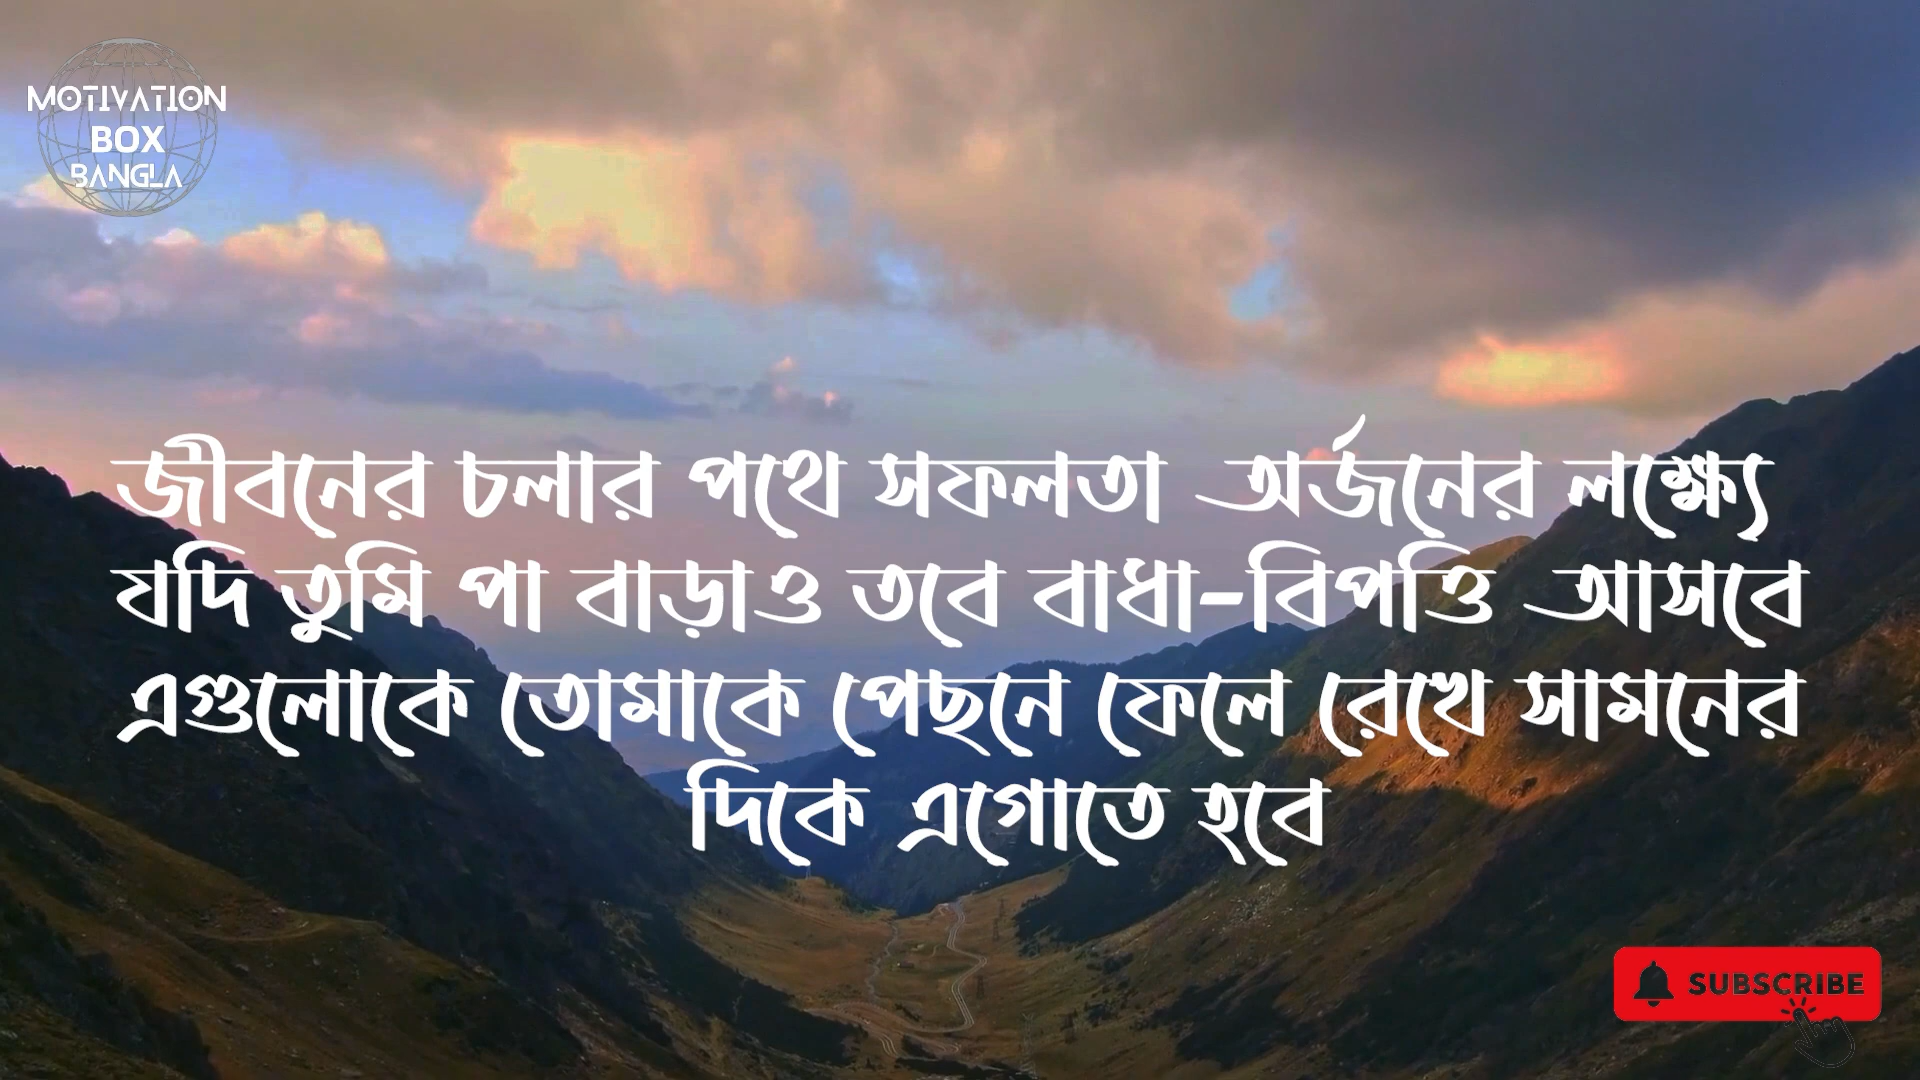 MOTIVATION
BOX
BANGLA
জীবনের চলার পথে সফলতা অর্জনের লক্ষ্যে
যদি তুমি পা বাড়াও তবে বাধা-বিপত্তি আসবে
এগুলোকে তোমাকে পেছনে ফেলে রেখে সামনের
দিকে এগোতে হবে
SUBSCRIBE